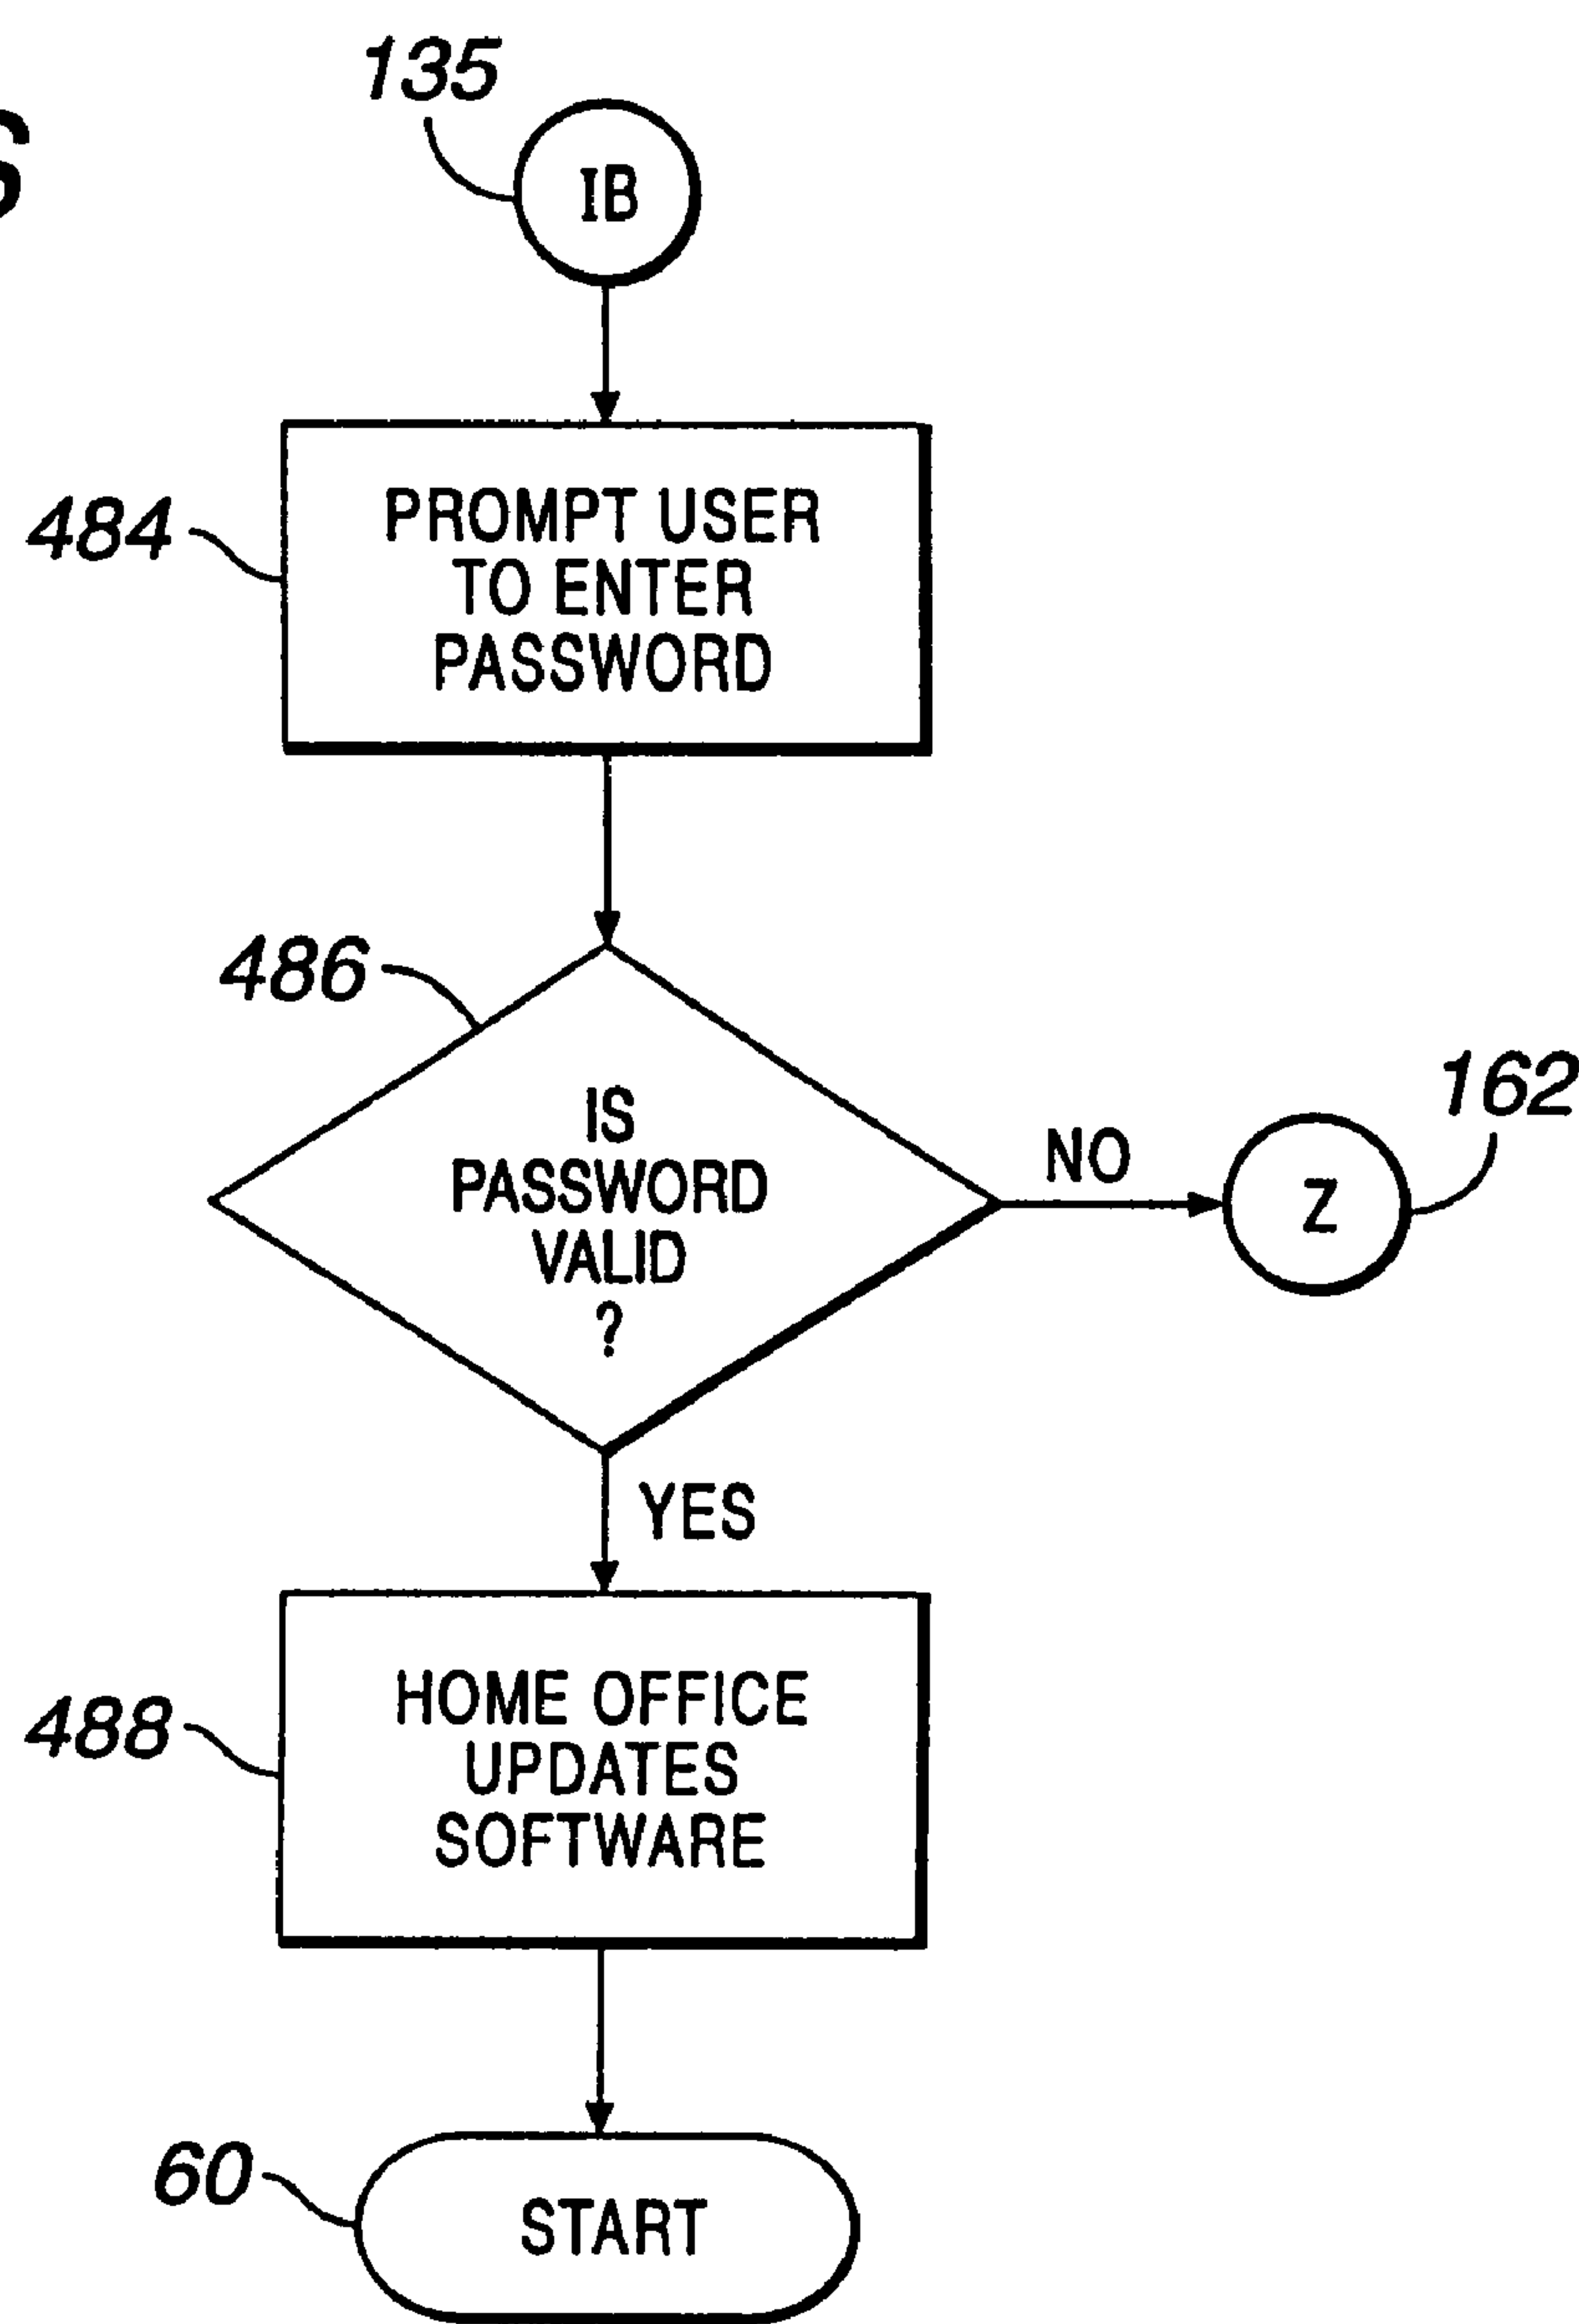 135
IB
484
PROMPT USER
TO ENTER
PASSWORD
486
IS
PASSWORD
VALID
?
NO
Z
162
YES
488
HOME OFFICE
UPDATES
SOFTWARE
60
START